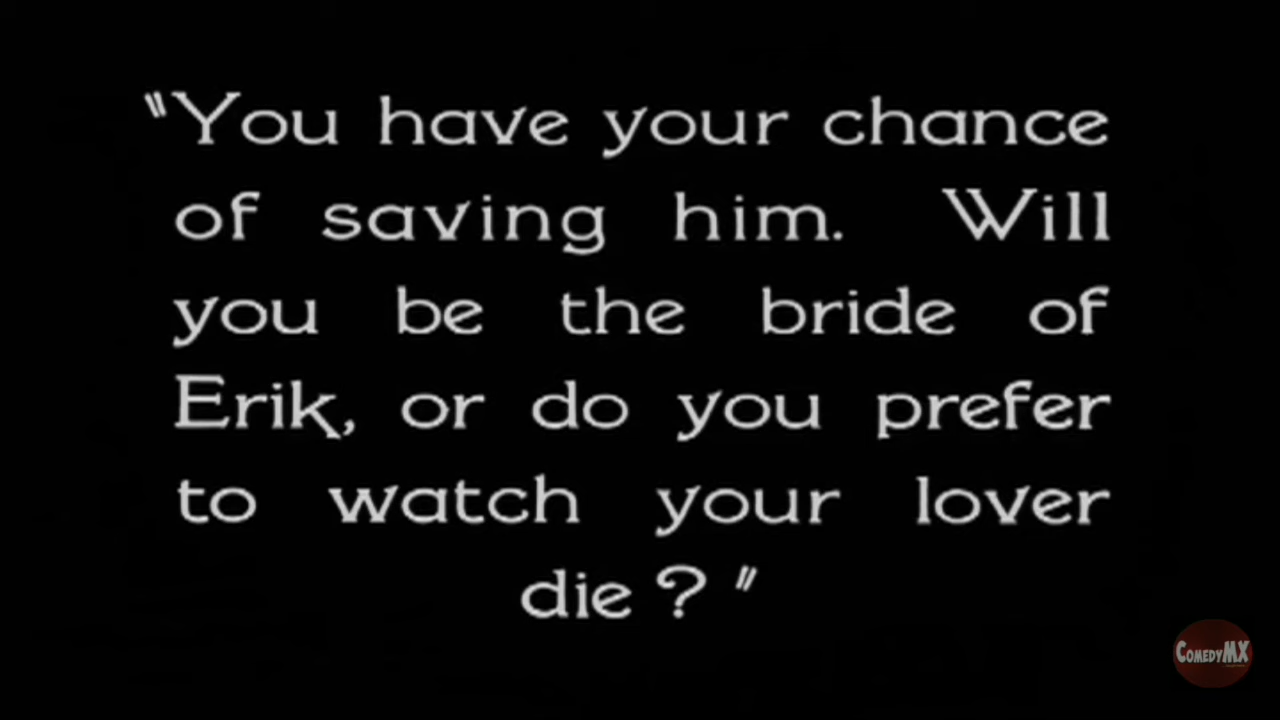 "You have your chance
of saving him. Will
you be the bride of
Erik, or do you prefer
to watch your lover
die ? "
ComedyMX